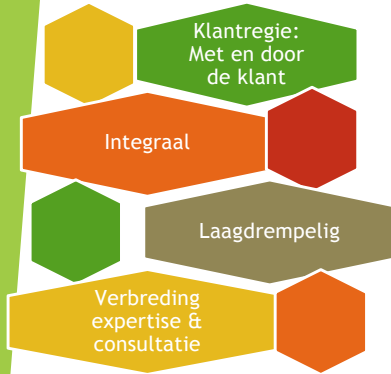 Klantregie:
Met en door
de klant
Integraal
Laagdrempelig
Verbreding
expertise &
consultatie